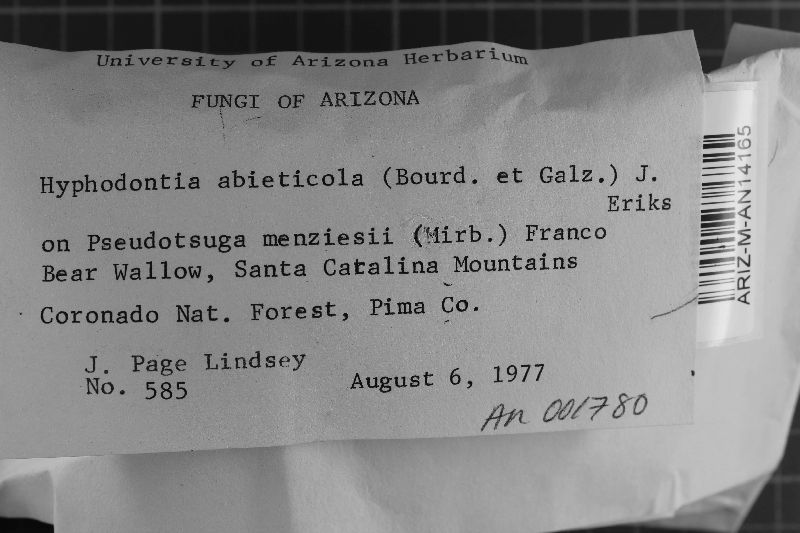 University of Arizona Herbarium
FUNGI OF ARIZONA
Hyphodontia abieticola (Bourd. et Galz.) J.
Eriks
on Pseudotsuga menziesii (Mirb.) Franco
Bear Wallow, Santa Catalina Mountains
Coronado Nat. Forest, Pima Co.
J. Page Lindsey
No. 585
August 6, 1977
An 001780
ARIZ-M-AN14165